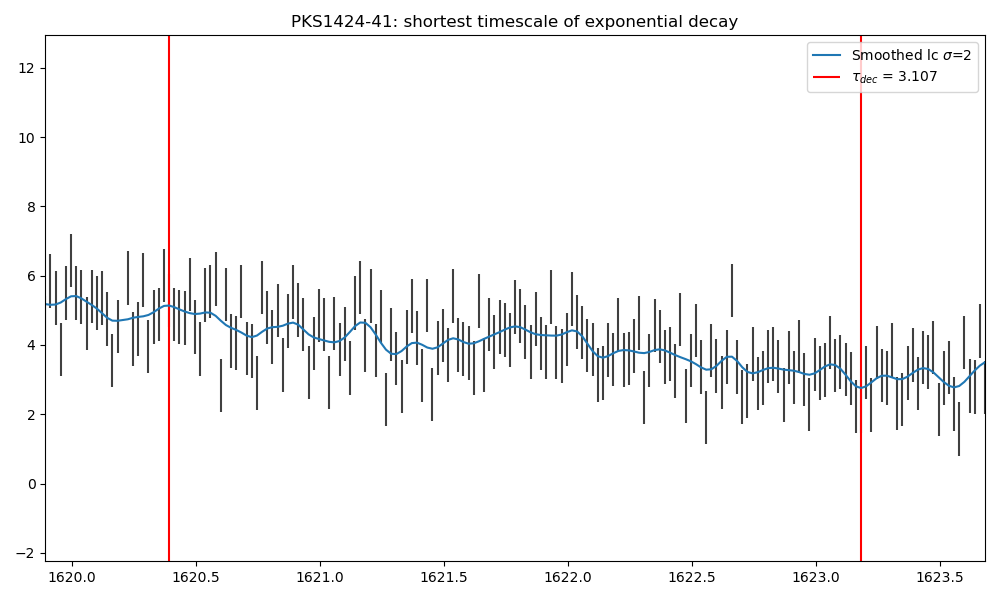 PKS1424-41: shortest timescale of exponential decay
Smoothed lc σ=2
τ_dec = 3.107
12
10
8
6
4
2
0
−2
1620.0 1620.5 1621.0 1621.5 1622.0 1622.5 1623.0 1623.5